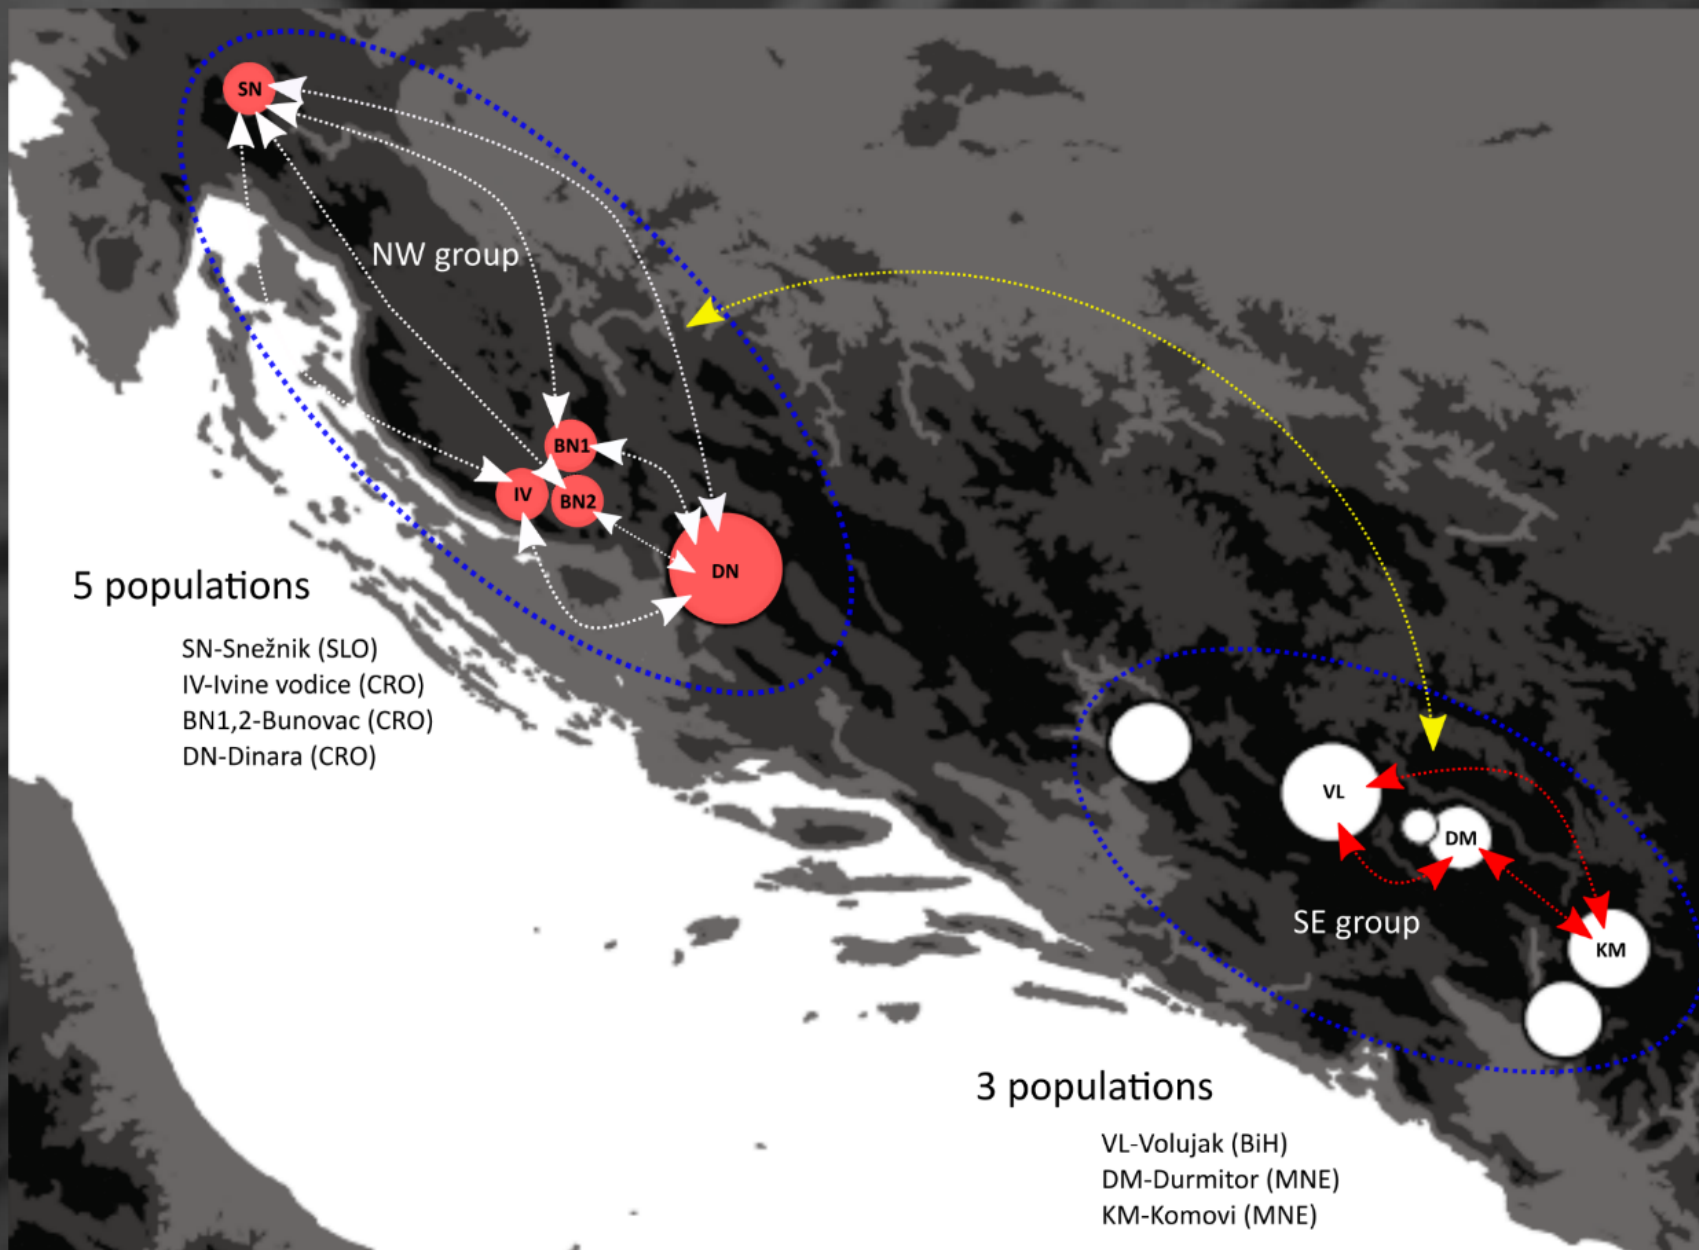 SN
NW group
BN1
IV
BN2
DN
5 populations
SN-Snežnik (SLO)
IV-Ivine vodice (CRO)
BN1,2-Bunovac (CRO)
DN-Dinara (CRO)
VL
DM
SE group
KM
3 populations
VL-Volujak (BiH)
DM-Durmitor (MNE)
KM-Komovi (MNE)